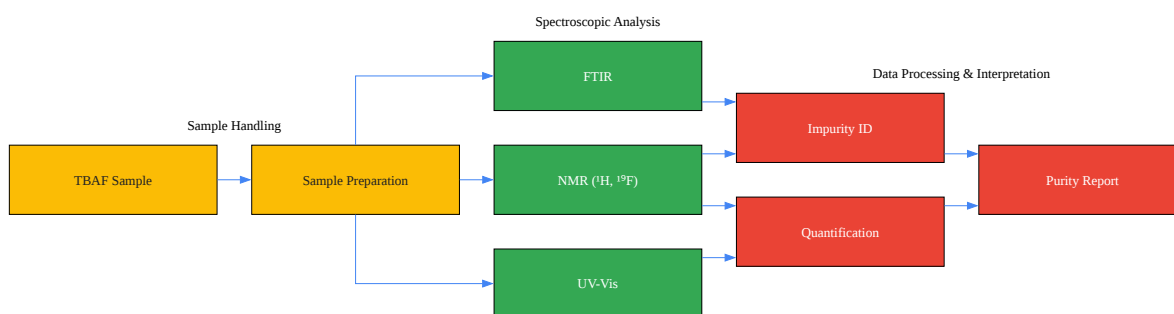 Spectroscopic Analysis
FTIR
Data Processing & Interpretation
Impurity ID
Sample Handling
TBAF Sample
Sample Preparation
NMR (¹H, ¹⁹F)
Purity Report
Quantification
UV-Vis